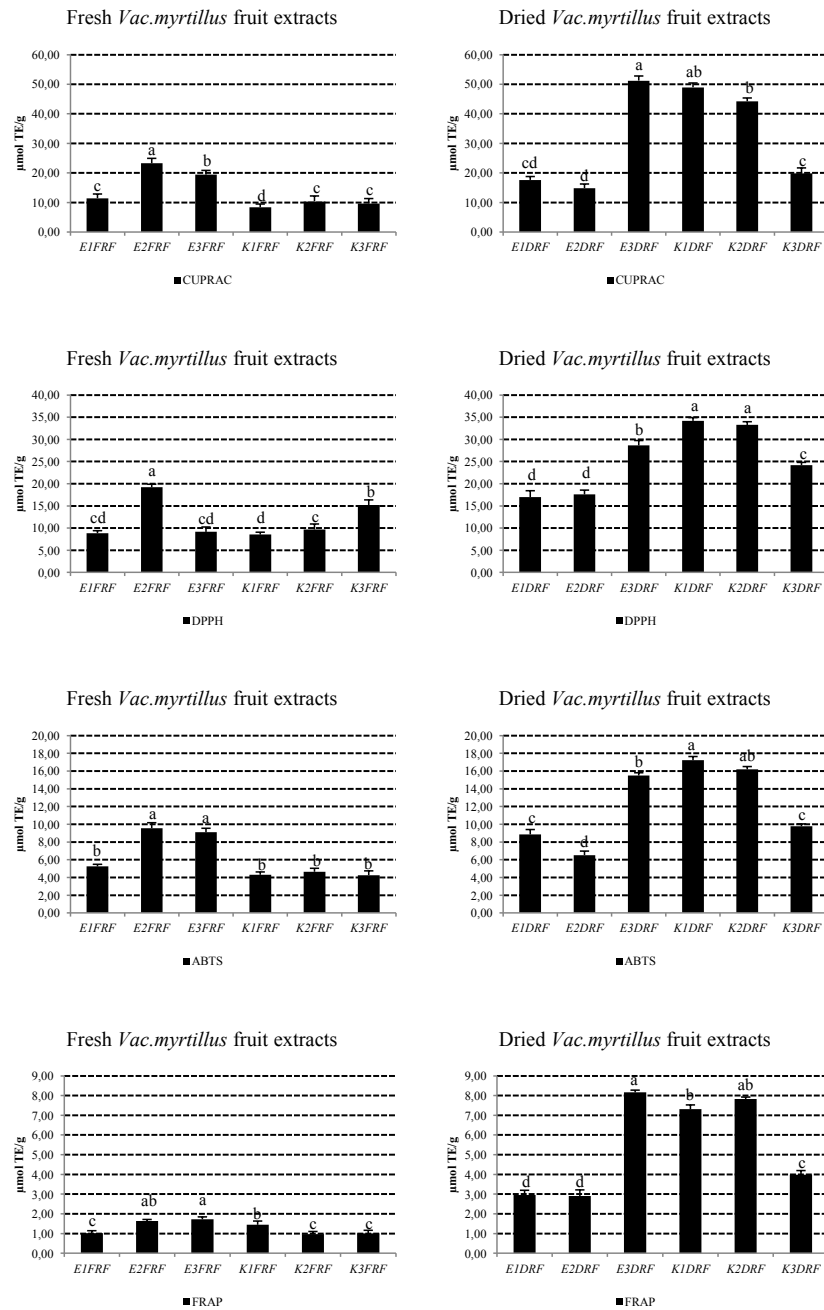 Fresh Vac.myrtillus fruit extracts
60,00
50,00
40,00
30,00
20,00
10,00
0,00
µmol TE/g
c
a
b
d
c
c
E1FRF E2FRF E3FRF K1FRF K2FRF K3FRF
CUPRAC
Dried Vac.myrtillus fruit extracts
60,00
50,00
40,00
30,00
20,00
10,00
0,00
µmol TE/g
cd
d
a
ab
b
c
E1DRF E2DRF E3DRF K1DRF K2DRF K3DRF
CUPRAC
Fresh Vac.myrtillus fruit extracts
40,00
35,00
30,00
25,00
20,00
15,00
10,00
5,00
0,00
µmol TE/g
cd
a
cd
d
c
b
E1FRF E2FRF E3FRF K1FRF K2FRF K3FRF
DPPH
Dried Vac.myrtillus fruit extracts
40,00
35,00
30,00
25,00
20,00
15,00
10,00
5,00
0,00
µmol TE/g
d
d
b
a
a
c
E1DRF E2DRF E3DRF K1DRF K2DRF K3DRF
DPPH
Fresh Vac.myrtillus fruit extracts
20,00
18,00
16,00
14,00
12,00
10,00
8,00
6,00
4,00
2,00
0,00
µmol TE/g
b
a
a
b
b
b
E1FRF E2FRF E3FRF K1FRF K2FRF K3FRF
ABTS
Dried Vac.myrtillus fruit extracts
20,00
18,00
16,00
14,00
12,00
10,00
8,00
6,00
4,00
2,00
0,00
µmol TE/g
c
d
b
a
ab
c
E1DRF E2DRF E3DRF K1DRF K2DRF K3DRF
ABTS
Fresh Vac.myrtillus fruit extracts
9,00
8,00
7,00
6,00
5,00
4,00
3,00
2,00
1,00
0,00
µmol TE/g
c
ab
a
b
c
c
E1FRF E2FRF E3FRF K1FRF K2FRF K3FRF
FRAP
Dried Vac.myrtillus fruit extracts
9,00
8,00
7,00
6,00
5,00
4,00
3,00
2,00
1,00
0,00
µmol TE/g
d
d
a
b
ab
c
E1DRF E2DRF E3DRF K1DRF K2DRF K3DRF
FRAP